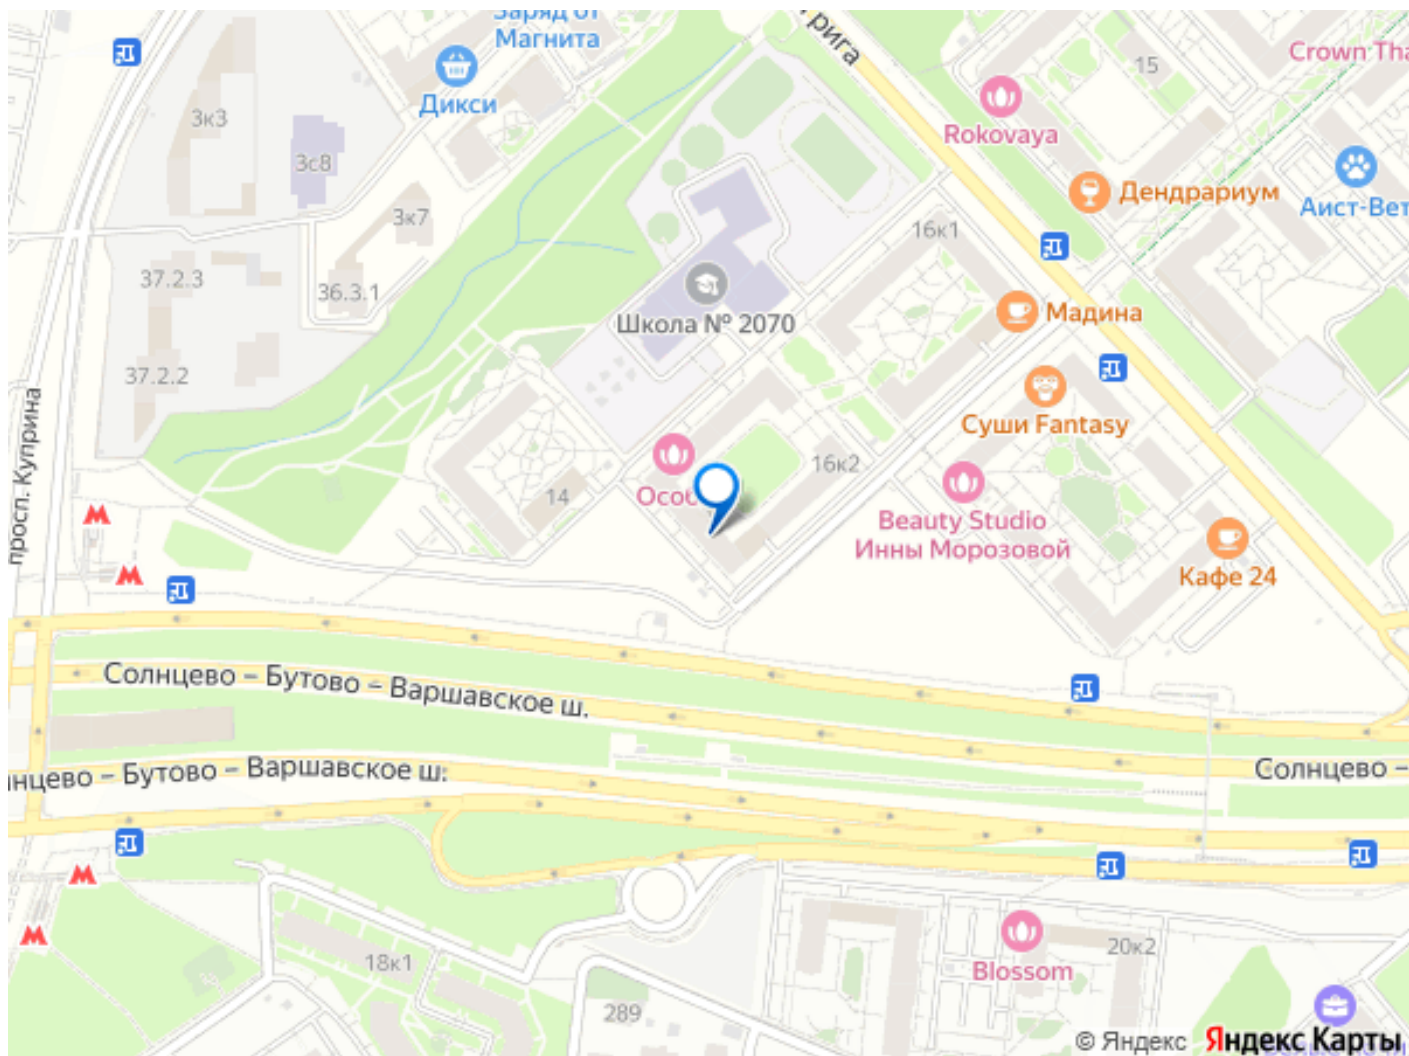 Заряд от
Магнита
Дикси
Грига
15
Crown Tha
Rokovaya
Дендрариум
Аист-Вет
3к3
3с8
3к7
16к1
37.2.3
36.3.1
Школа № 2070
Мадина
37.2.2
просп. Куприна
Суши Fantasy
16к2
14
Beauty Studio
Инны Морозовой
Кафе 24
Солнцево – Бутово – Варшавское ш.
нцево – Бутово – Варшавское ш.
Солнцево –
18к1
Blossom
20к2
289
© Яндекс Яндекс Карты